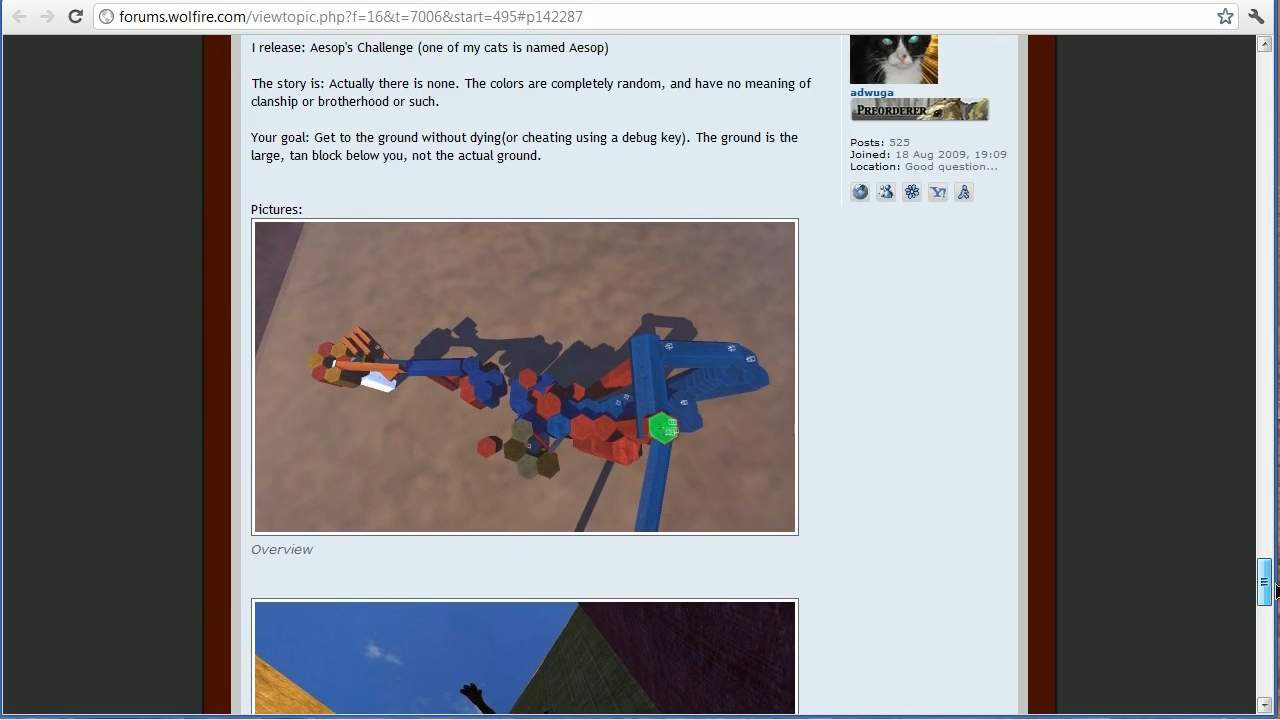 forums.wolfire.com/viewtopic.php?f=16&t=7006&start=495#p142287
I release: Aesop's Challenge (one of my cats is named Aesop)
The story is: Actually there is none. The colors are completely random, and have no meaning of
clanship or brotherhood or such.
Your goal: Get to the ground without dying(or cheating using a debug key). The ground is the
large, tan block below you, not the actual ground.
Pictures:
Overview
adwuga
PREORDERER
Posts: 525
Joined: 18 Aug 2009, 19:09
Location: Good question...
Y!